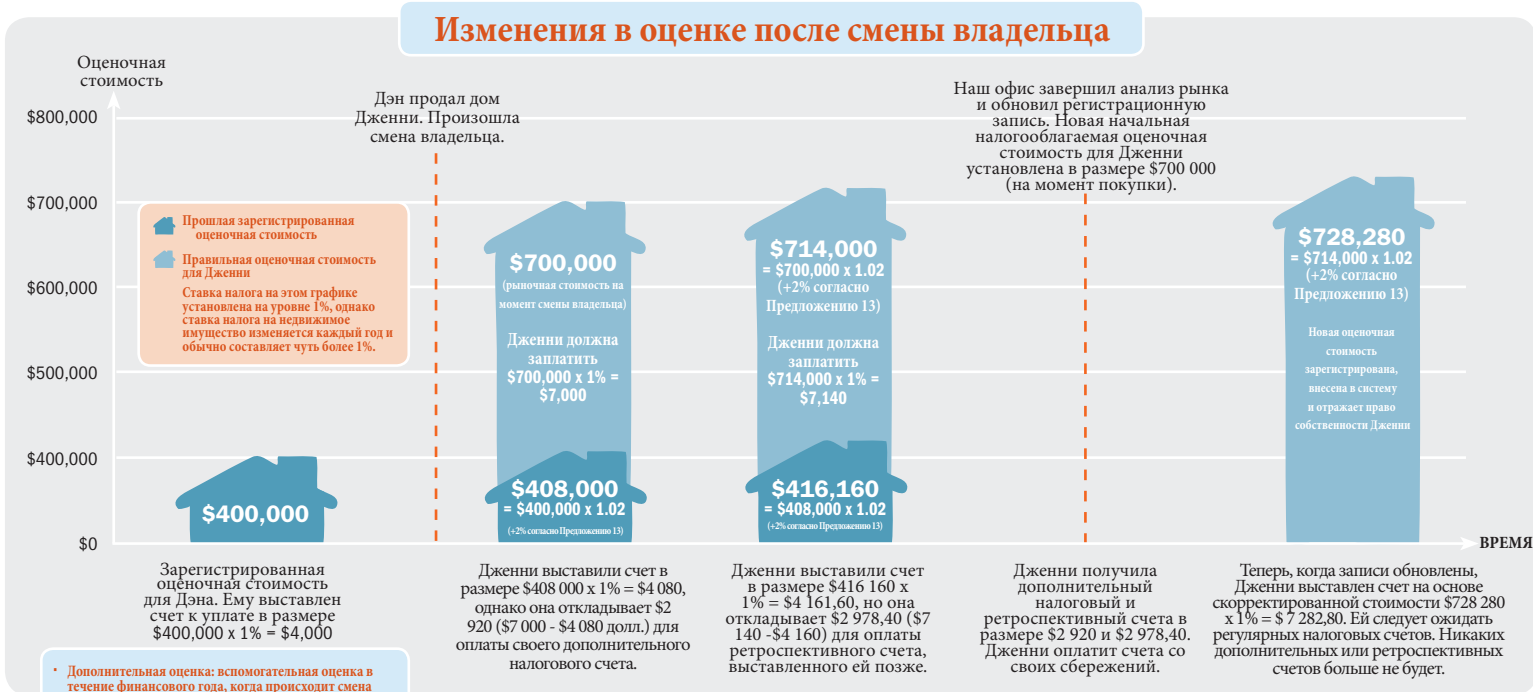 Изменения в оценке после смены владельца
Оценочная
стоимость
$800,000
$700,000
$600,000
$500,000
$400,000
$0
ВРЕМЯ
Прошлая зарегистрированная
оценочная стоимость
Правильная оценочная стоимость
для Дженни
Ставка налога на этом графике
установлена на уровне 1%, однако
ставка налога на недвижимое
имущество изменяется каждый год и
обычно составляет чуть более 1%.
$400,000
Зарегистрированная
оценочная стоимость
для Дэна. Ему выставлен
счет к уплате в размере
$400,000 x 1% = $4,000
Дэн продал дом
Дженни. Произошла
смена владельца.
$700,000
(рыночная стоимость на
момент смены владельца)
Дженни должна
заплатить
$700,000 x 1% =
$7,000
$408,000
= $400,000 x 1.02
(+2% согласно Предложению 13)
Дженни выставили счет в
размере $408 000 x 1% = $4 080,
однако она откладывает $2
920 ($7 000 - $4 080 долл.) для
оплаты своего дополнительного
налогового счета.
$714,000
= $700,000 x 1.02
(+2% согласно
Предложению 13)
Дженни должна
заплатить
$714,000 x 1% =
$7,140
$416,160
= $408,000 x 1.02
(+2% согласно Предложению 13)
Дженни выставили счет
в размере $416 160 x
1% = $4 161,60, но она
откладывает $2 978,40 ($7
140 -$4 160) для оплаты
ретроспективного счета,
выставленного ей позже.
Наш офис завершил анализ рынка
и обновил регистрационную
запись. Новая начальная
налогооблагаемая оценочная
стоимость для Дженни
установлена в размере $700 000
(на момент покупки).
Дженни получила
дополнительный
налоговый и
ретроспективный счета в
размере $2 920 и $2 978,40.
Дженни оплатит счета со
своих сбережений.
$728,280
= $714,000 x 1.02
(+2% согласно
Предложению 13)
Новая оценочная
стоимость
зарегистрирована,
внесена в систему
и отражает право
собственности Дженни
Теперь, когда записи обновлены,
Дженни выставлен счет на основе
скорректированной стоимости $728 280
x 1% = $ 7 282,80. Ей следует ожидать
регулярных налоговых счетов. Никаких
дополнительных или ретроспективных
счетов больше не будет.
· Дополнительная оценка: вспомогательная оценка в
течение финансового года, когда происходит смена